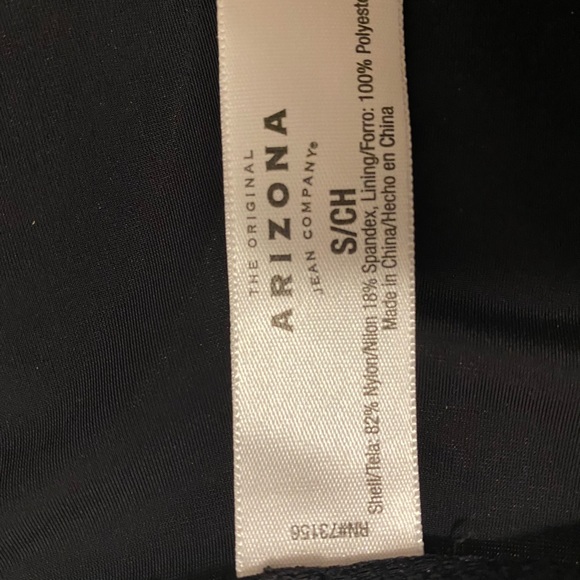 THE ORIGINAL
ARIZONA
JEAN COMPANY®
S/CH
Shell/Tela: 82% Nylon/Nilon 18% Spandex, Lining/Forro: 100% Polyeste
Made in China/Hecho en China
RN#73156